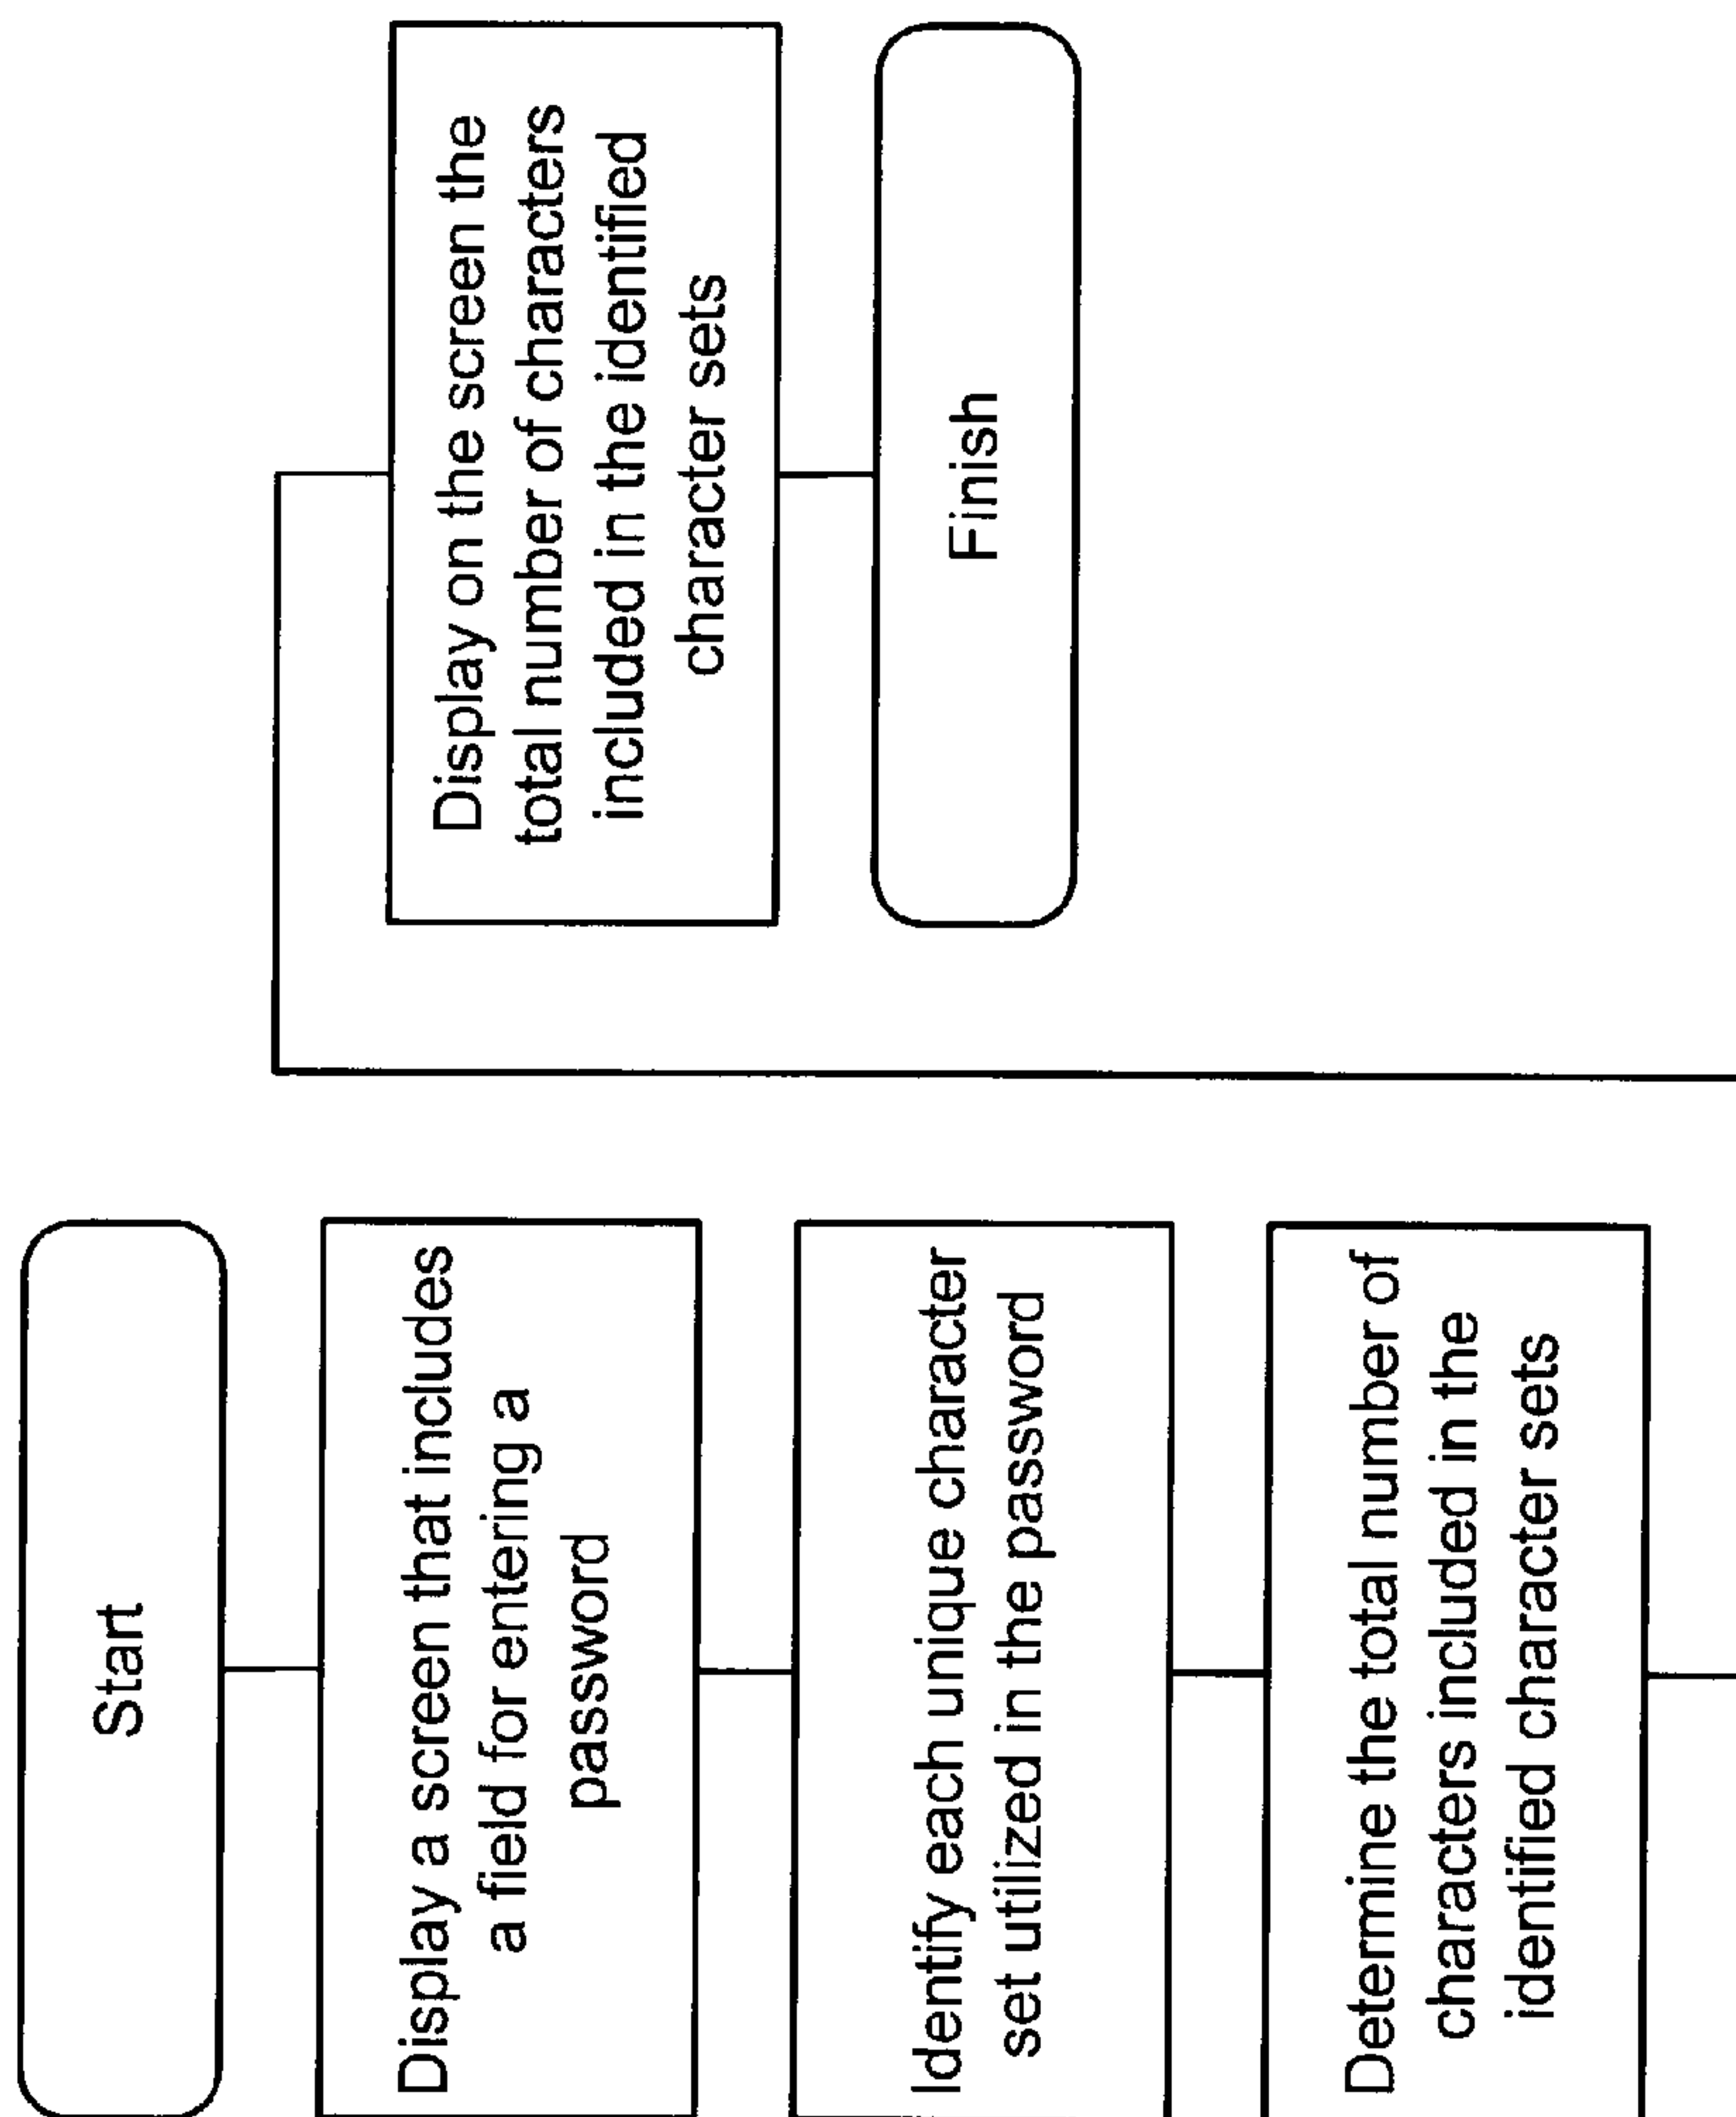 Start
Display a screen that includes
a field for entering a
password
Identify each unique character
set utilized in the password
Determine the total number of
characters included in the
identified character sets
Display on the screen the
total number of characters
included in the identified
character sets
Finish